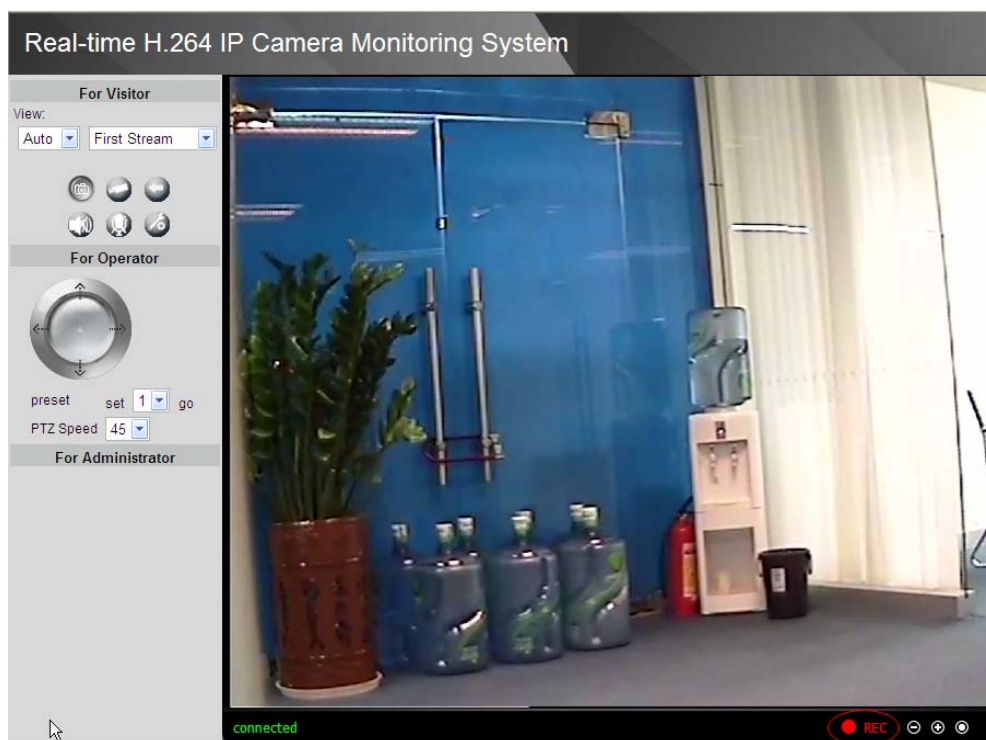 Real-time H.264 IP Camera Monitoring System
For Visitor
View:
Auto First Stream
For Operator
preset set 1 go
PTZ Speed 45
For Administrator
connected REC